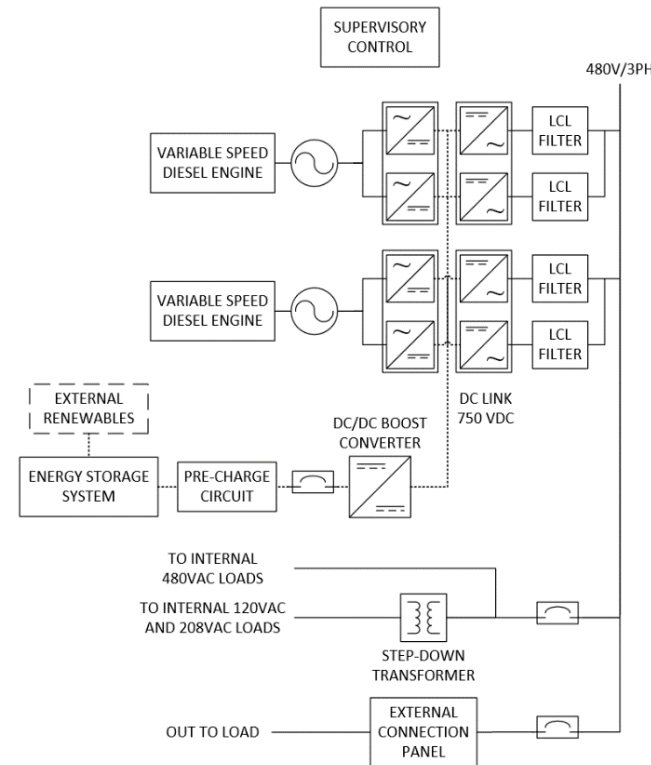 SUPERVISORY
CONTROL
480V/3PH
VARIABLE SPEED
DIESEL ENGINE
LCL
FILTER
LCL
FILTER
VARIABLE SPEED
DIESEL ENGINE
LCL
FILTER
LCL
FILTER
EXTERNAL
RENEWABLES
DC/DC BOOST
CONVERTER
DC LINK
750 VDC
ENERGY STORAGE
SYSTEM
PRE-CHARGE
CIRCUIT
TO INTERNAL
480VAC LOADS
TO INTERNAL 120VAC
AND 208VAC LOADS
STEP-DOWN
TRANSFORMER
OUT TO LOAD
EXTERNAL
CONNECTION
PANEL